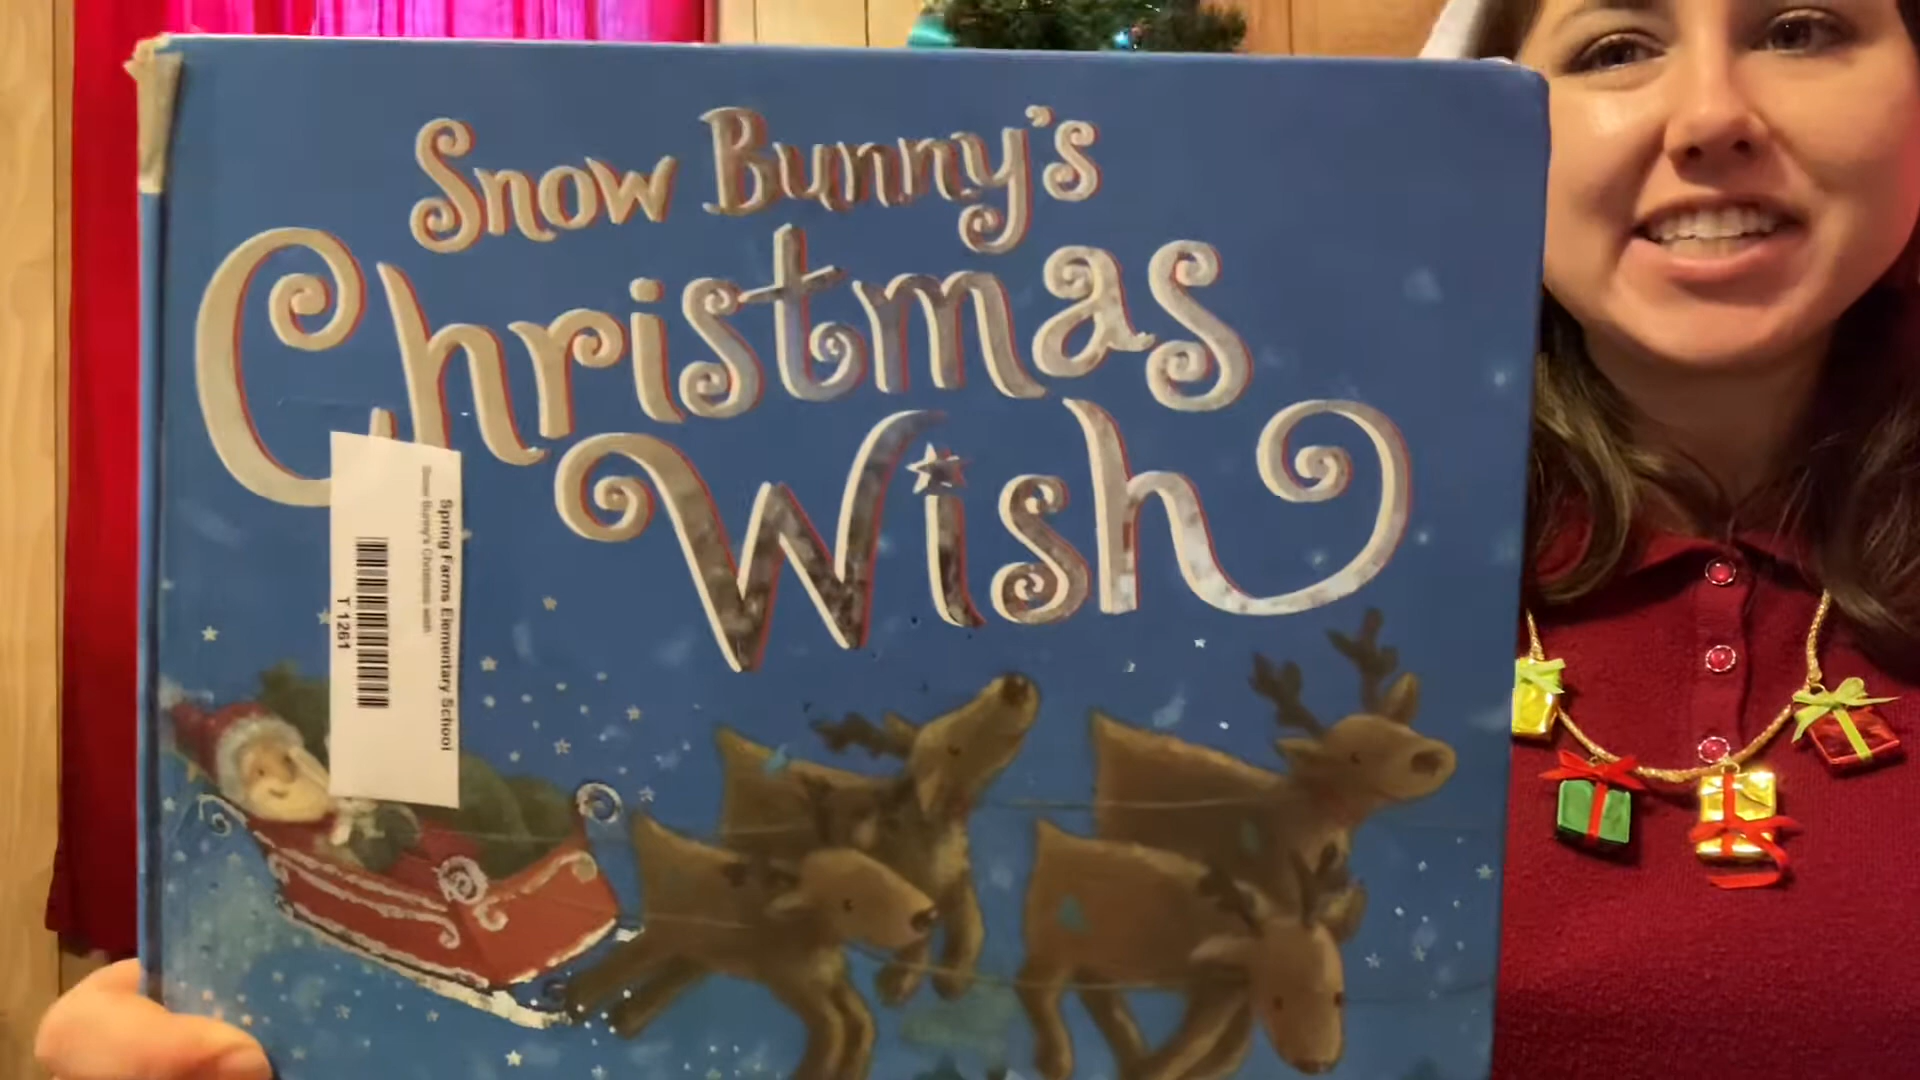 Snow Bunny's
Christmas
Wish
Spring Farms Elementary School
Snow Bunny's Christmas wish
T 1261